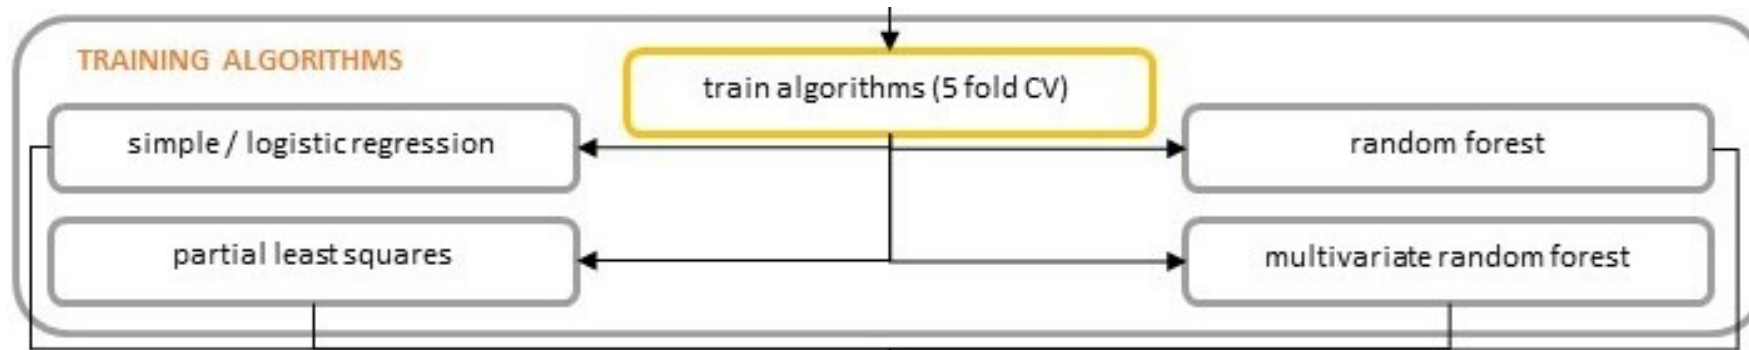 TRAINING ALGORITHMS
train algorithms (5 fold CV)
simple / logistic regression
random forest
partial least squares
multivariate random forest